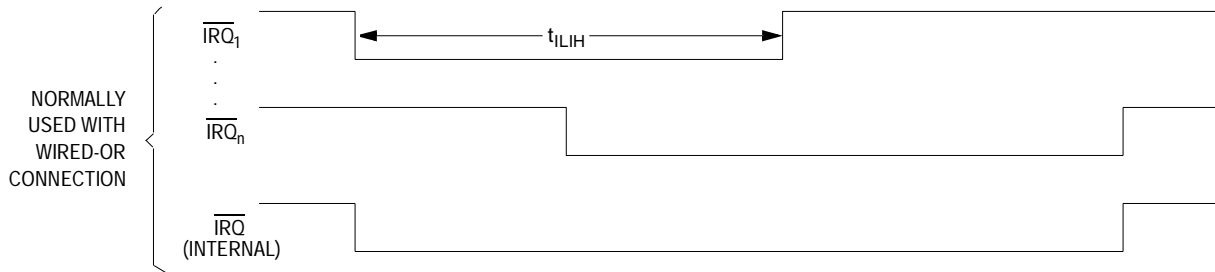 IRQ1
tILIH
.
.
.
NORMALLY
USED WITH
WIRED-OR
CONNECTION
IRQn
IRQ
(INTERNAL)